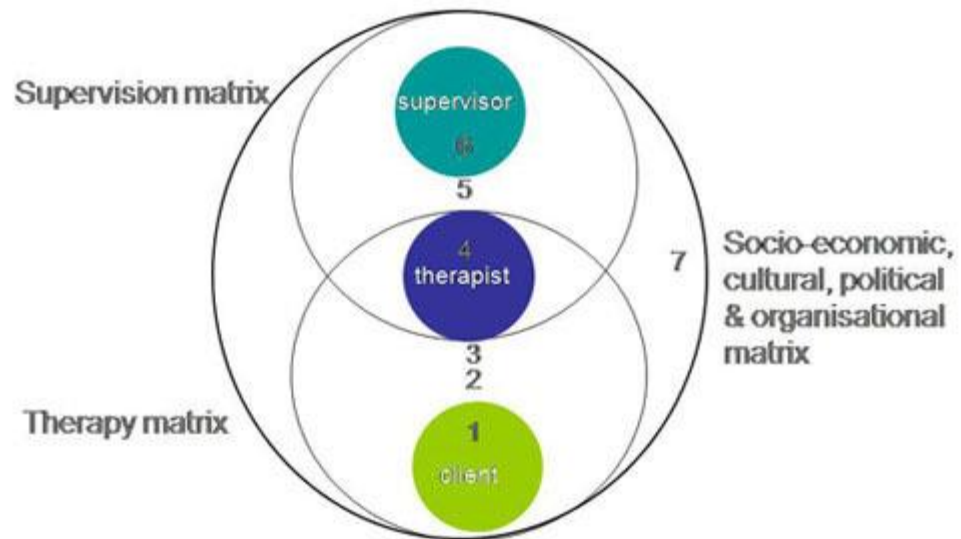 Supervision matrix
supervisor
6
5
4
therapist
7
Socio-economic,
cultural, political
& organisational
matrix
3
2
Therapy matrix
1
client